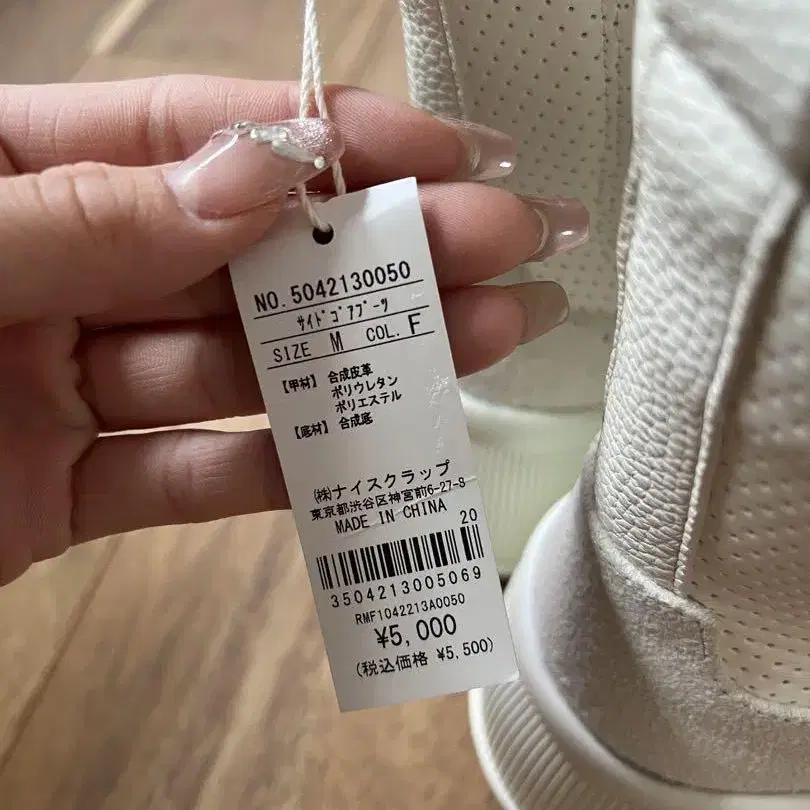 NO.5042130050
ｻｲﾄﾞｺﾞｱﾌﾞｰﾂ
SIZE M COL. F
【甲材】 合成皮革
ポリウレタン
ポリエステル
【底材】 合成底
(株)ナイスクラップ
東京都渋谷区神宮前6-27-8
MADE IN CHINA
20
3504213005069
RMF1042213A0050
¥5,000
(税込価格 ¥5,500)